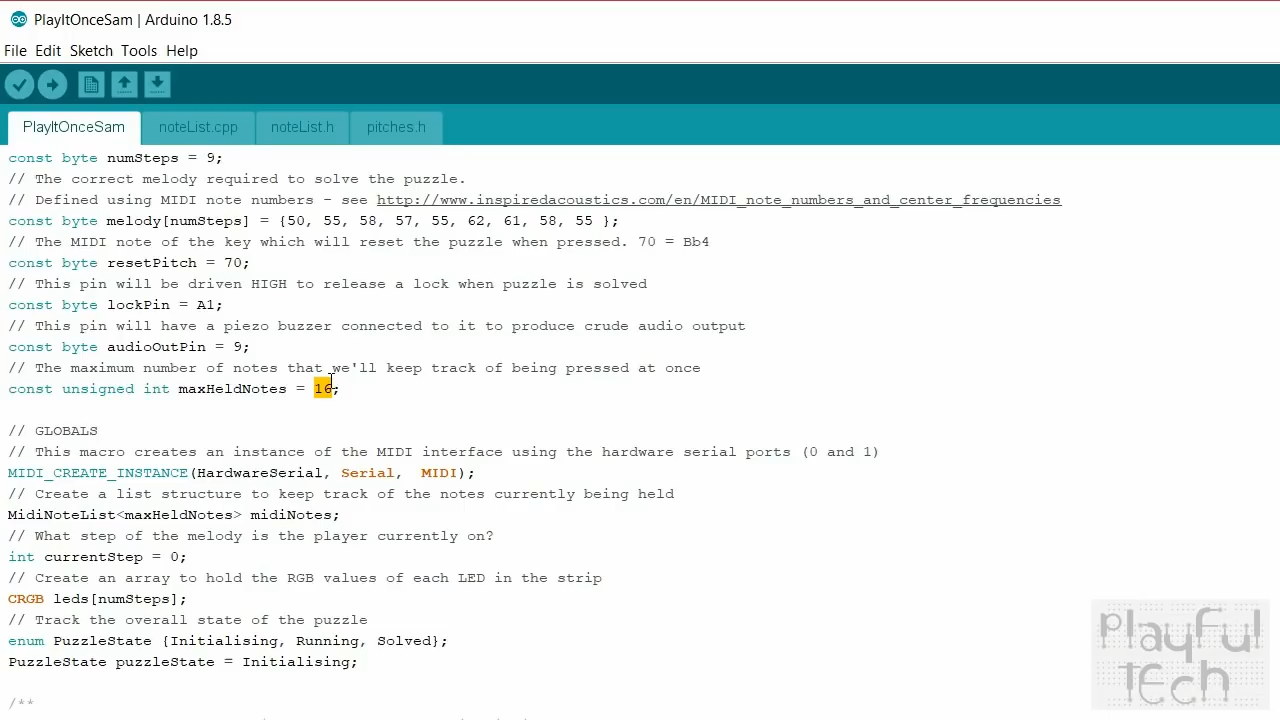 PlayItOnceSam | Arduino 1.8.5
File Edit Sketch Tools Help
PlayItOnceSam noteList.cpp noteList.h pitches.h
const byte numSteps = 9;
// The correct melody required to solve the puzzle.
// Defined using MIDI note numbers - see http://www.inspiredacoustics.com/en/MIDI_note_numbers_and_center_frequencies
const byte melody[numSteps] = {50, 55, 58, 57, 55, 62, 61, 58, 55 };
// The MIDI note of the key which will reset the puzzle when pressed. 70 = Bb4
const byte resetPitch = 70;
// This pin will be driven HIGH to release a lock when puzzle is solved
const byte lockPin = A1;
// This pin will have a piezo buzzer connected to it to produce crude audio output
const byte audioOutPin = 9;
// The maximum number of notes that we'll keep track of being pressed at once
const unsigned int maxHeldNotes = 16;
// GLOBALS
// This macro creates an instance of the MIDI interface using the hardware serial ports (0 and 1)
MIDI_CREATE_INSTANCE(HardwareSerial, Serial,  MIDI);
// Create a list structure to keep track of the notes currently being held
MidiNoteList<maxHeldNotes> midiNotes;
// What step of the melody is the player currently on?
int currentStep = 0;
// Create an array to hold the RGB values of each LED in the strip
CRGB leds[numSteps];
// Track the overall state of the puzzle
enum PuzzleState {Initialising, Running, Solved};
PuzzleState puzzleState = Initialising;
/**
playful
tech